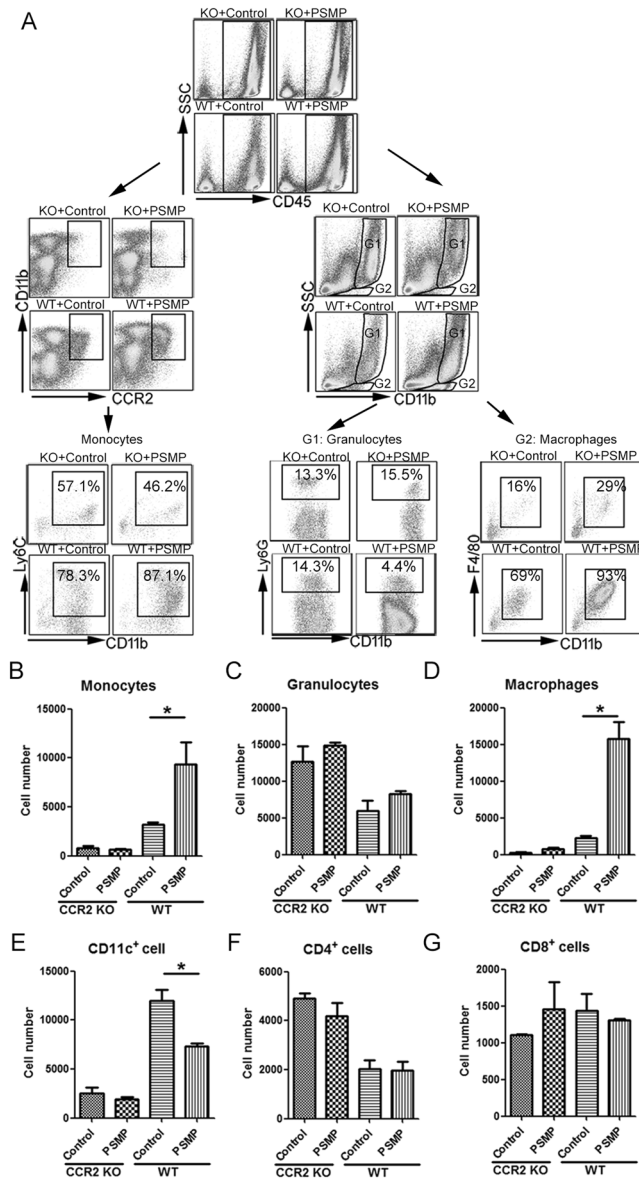 A
KO+Control KO+PSMP
WT+Control WT+PSMP
SSC
CD45
KO+Control KO+PSMP
WT+Control WT+PSMP
CD11b
CCR2
KO+Control KO+PSMP
G1
G2
WT+Control WT+PSMP
G1
G2
SSC
CD11b
Monocytes
KO+Control KO+PSMP
57.1% 46.2%
WT+Control WT+PSMP
78.3% 87.1%
Ly6C
CD11b
G1: Granulocytes
KO+Control KO+PSMP
13.3% 15.5%
WT+Control WT+PSMP
14.3% 4.4%
Ly6G
CD11b
G2: Macrophages
KO+Control KO+PSMP
16% 29%
WT+Control WT+PSMP
69% 93%
F4/80
CD11b
B
Monocytes
Cell number
15000
10000
5000
0
Control PSMP Control PSMP
CCR2 KO WT
*
C
Granulocytes
Cell number
20000
15000
10000
5000
0
Control PSMP Control PSMP
CCR2 KO WT
D
Macrophages
Cell number
20000
15000
10000
5000
0
Control PSMP Control PSMP
CCR2 KO WT
*
E
CD11c+ cell
Cell number
15000
10000
5000
0
Control PSMP Control PSMP
CCR2 KO WT
*
F
CD4+ cells
Cell number
6000
4000
2000
0
Control PSMP Control PSMP
CCR2 KO WT
G
CD8+ cells
Cell number
2000
1500
1000
500
0
Control PSMP Control PSMP
CCR2 KO WT